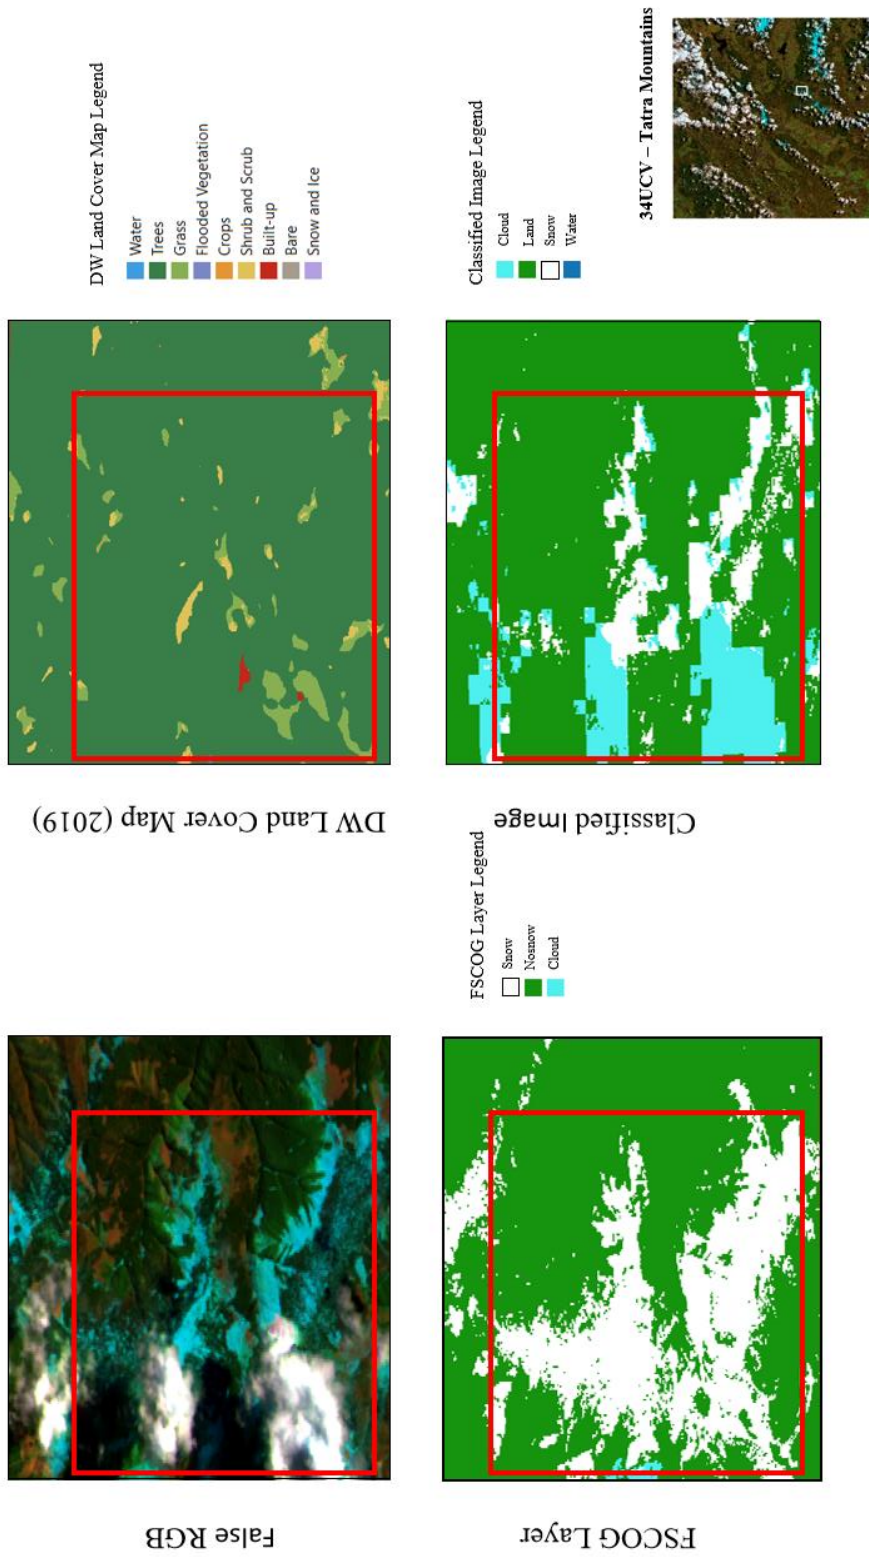 False RGB
DW Land Cover Map (2019)
DW Land Cover Map Legend
Water
Trees
Grass
Flooded Vegetation
Crops
Shrub and Scrub
Built-up
Bare
Snow and Ice
FSCOG Layer
FSCOG Layer Legend
Snow
Nosnow
Cloud
Classified Image
Classified Image Legend
Cloud
Land
Snow
Water
34UCV – Tatra Mountains